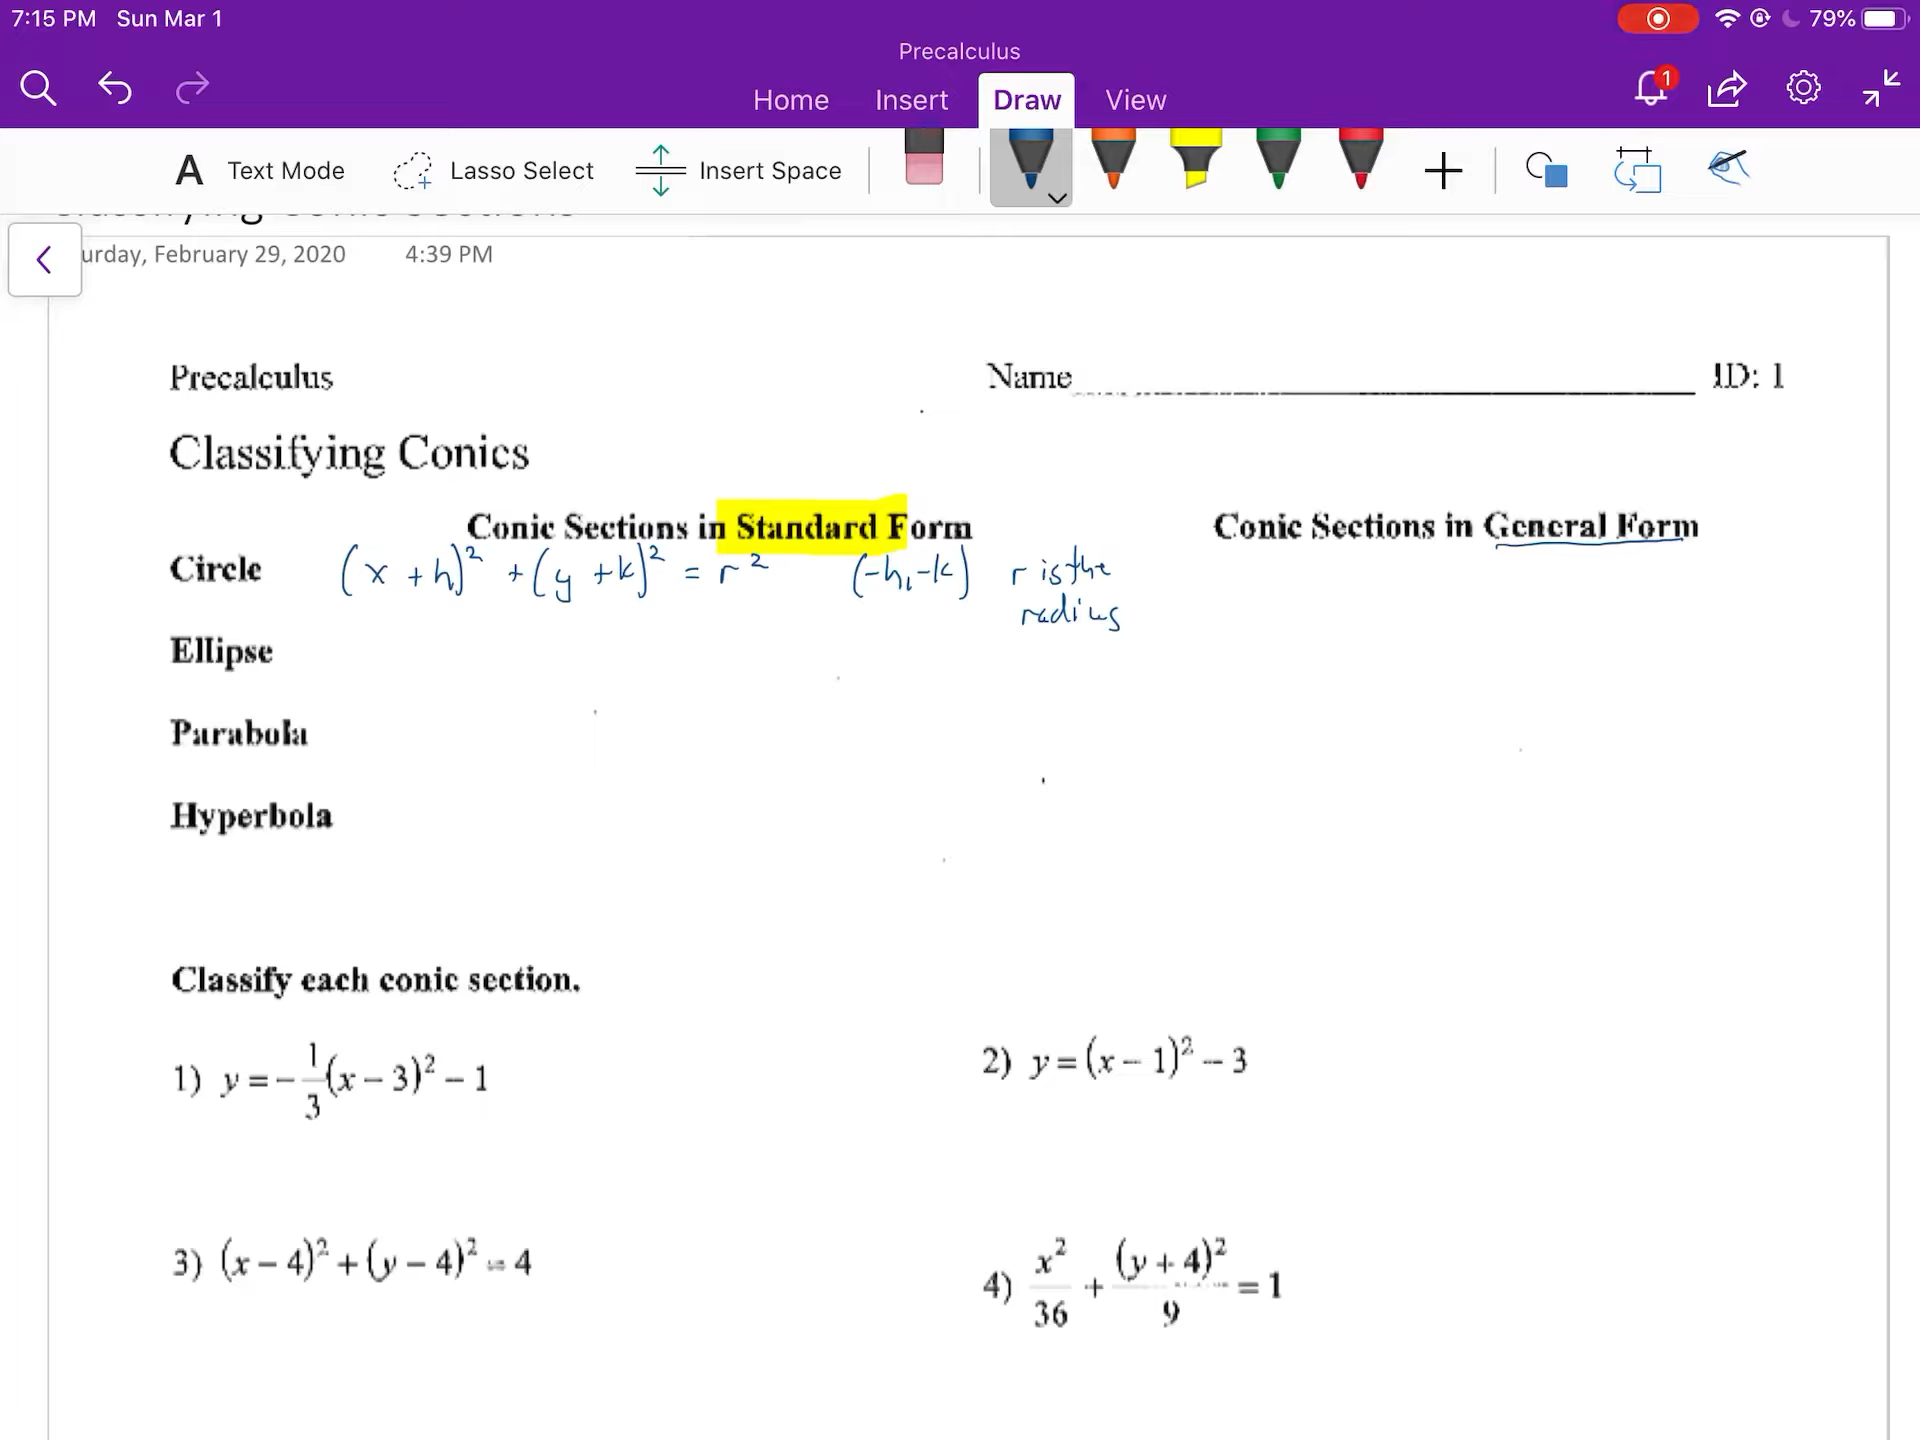 7:15 PM Sun Mar 1 79%
Precalculus
Home Insert Draw View 1
A Text Mode Lasso Select Insert Space
urday, February 29, 2020 4:39 PM
Precalculus Name ID: 1
Classifying Conics
Conic Sections in Standard Form Conic Sections in General Form
Circle (x + h)² + (y + k)² = r² (-h, -k) r is the
radius
Ellipse
Parabola
Hyperbola
Classify each conic section.
1) y = -1/3(x - 3)² - 1
2) y = (x - 1)² - 3
3) (x - 4)² + (y - 4)² = 4
4) x²/36 + (y + 4)²/9 = 1